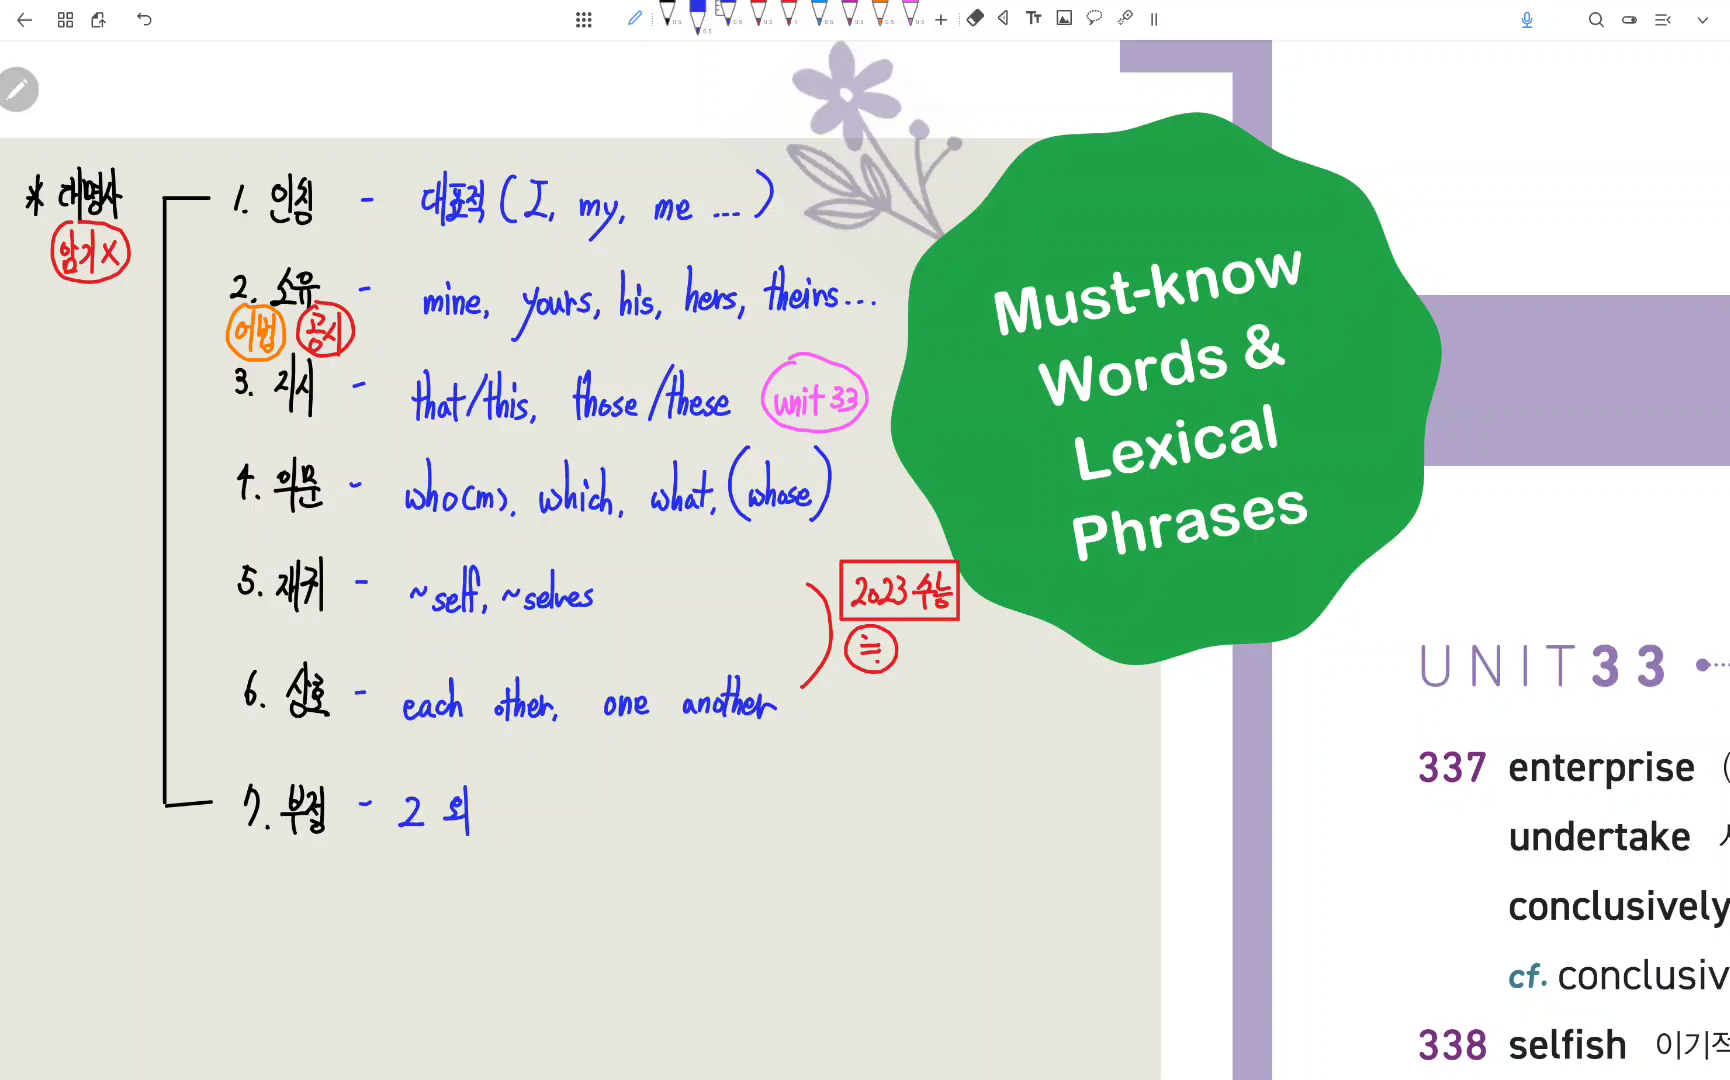 * 대명사
암기X
1. 인칭 - 대표적 (I, my, me ...)
2. 소유 - mine, yours, his, hers, theirs...
어법 공시
3. 지시 - that/this, those/these unit 33
4. 의문 - who(m), which, what, (whose)
5. 재귀 - ~self, ~selves
2023 수능
≒
6. 상호 - each other, one another
7. 부정 - 2 외
Must-know
Words &
Lexical
Phrases
UNIT 33
337 enterprise (
undertake
conclusively
cf. conclusiv
338 selfish 이기적